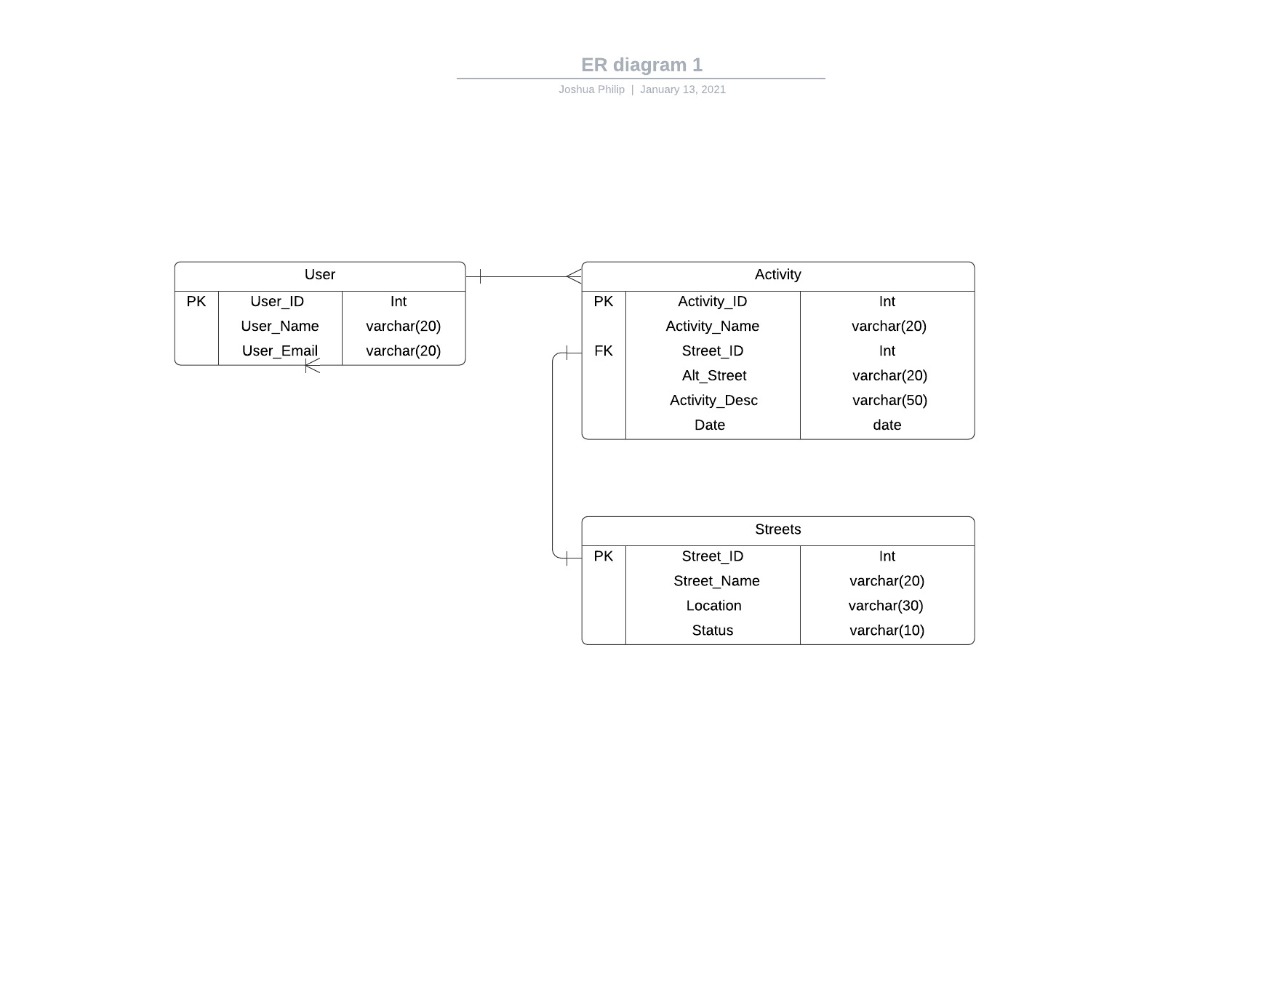 ER diagram 1
Joshua Philip | January 13, 2021
User
PK User_ID Int
User_Name varchar(20)
User_Email varchar(20)
Activity
PK Activity_ID Int
Activity_Name varchar(20)
FK Street_ID Int
Alt_Street varchar(20)
Activity_Desc varchar(50)
Date date
Streets
PK Street_ID Int
Street_Name varchar(20)
Location varchar(30)
Status varchar(10)